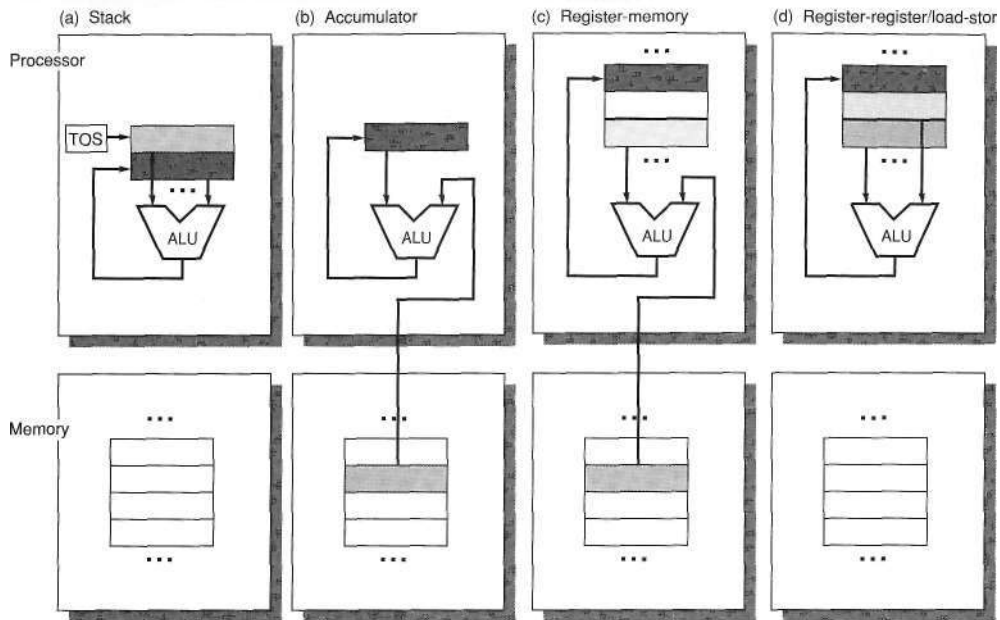 (a) Stack
(b) Accumulator
(c) Register-memory
(d) Register-register/load-stor
Processor
TOS
...
...
...
...
...
ALU
ALU
ALU
ALU
Memory
...
...
...
...
...
...